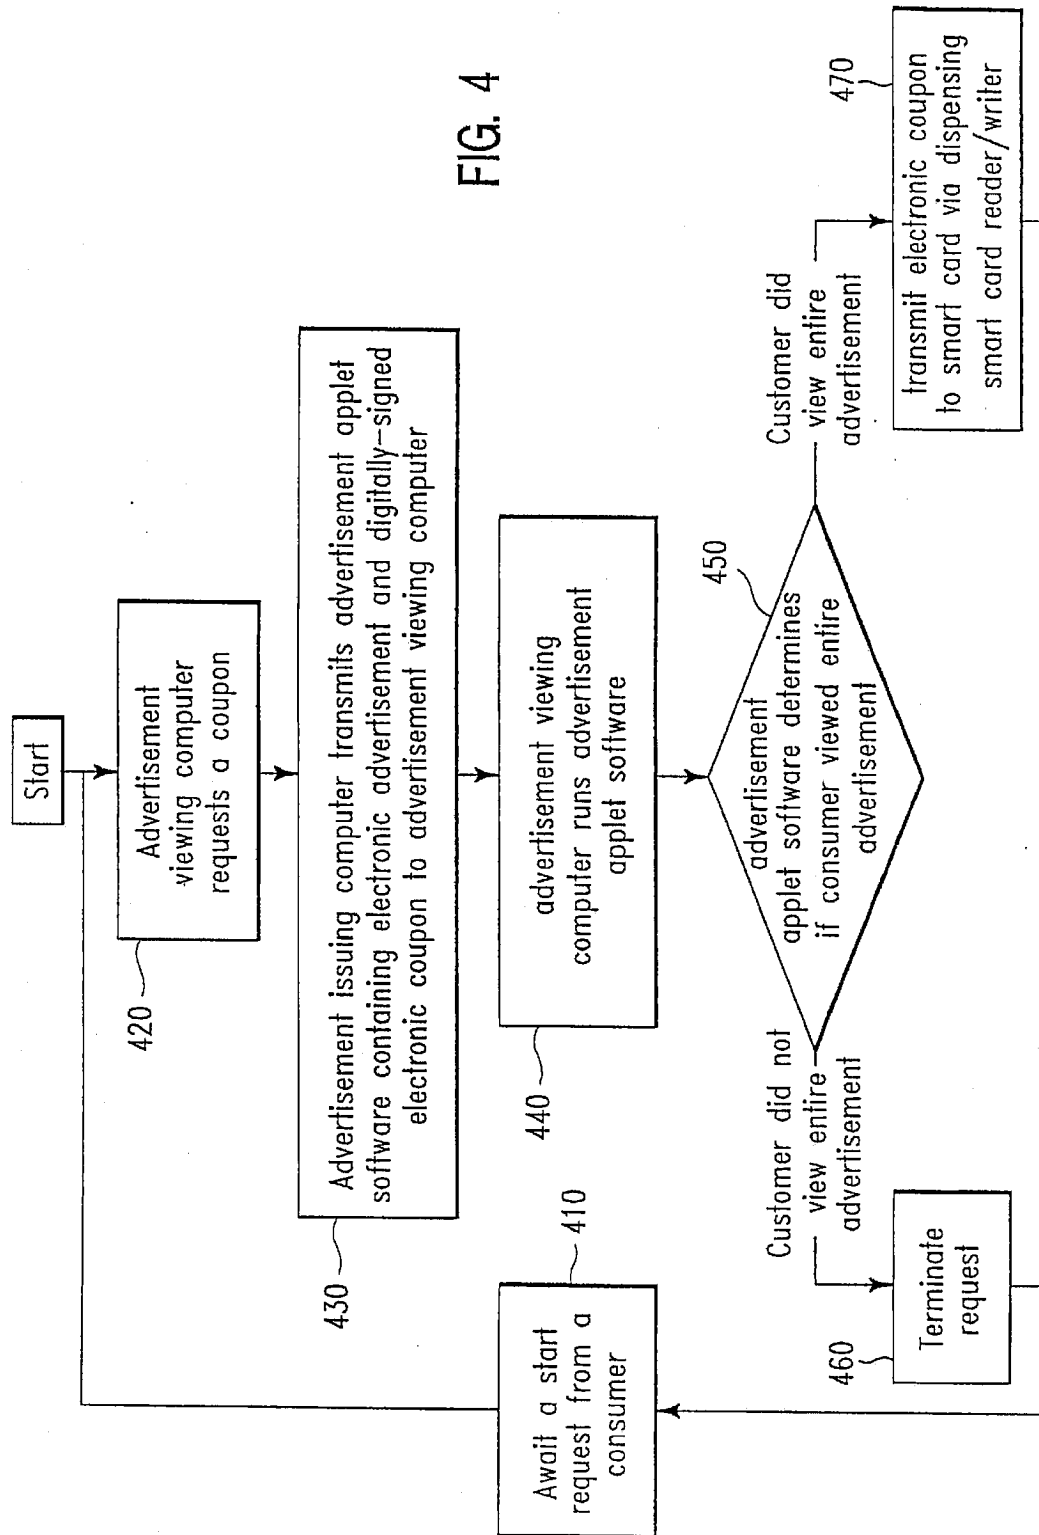 Start
Advertisement
viewing computer
requests a coupon
420
Advertisement issuing computer transmits advertisement applet
software containing electronic advertisement and digitally-signed
electronic coupon to advertisement viewing computer
430
advertisement viewing
computer runs advertisement
applet software
440
Await a start
request from a
consumer
410
advertisement
applet software determines
if consumer viewed entire
advertisement
450
Customer did not
view entire
advertisement
Customer did
view entire
advertisement
Terminate
request
460
transmit electronic coupon
to smart card via dispensing
smart card reader/writer
470
FIG. 4